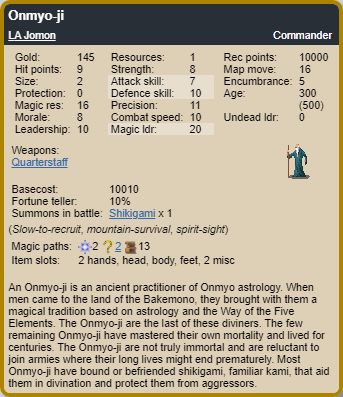 Onmyo-ji
LA Jomon Commander
Gold: 145 Resources: 1 Rec points: 10000
Hit points: 9 Strength: 8 Map move: 16
Size: 2 Attack skill: 7 Encumbrance: 5
Protection: 0 Defence skill: 10 Age: 300
Magic res: 16 Precision: 11 (500)
Morale: 8 Combat speed: 10 Undead ldr: 0
Leadership: 10 Magic ldr: 20
Weapons:
Quarterstaff
Basecost: 10010
Fortune teller: 10%
Summons in battle: Shikigami x 1
(Slow-to-recruit, mountain-survival, spirit-sight)
Magic paths: 2 ? 2 13
Item slots: 2 hands, head, body, feet, 2 misc
An Onmyo-ji is an ancient practitioner of Onmyo astrology. When
men came to the land of the Bakemono, they brought with them a
magical tradition based on astrology and the Way of the Five
Elements. The Onmyo-ji are the last of these diviners. The few
remaining Onmyo-ji have mastered their own mortality and lived for
centuries. The Onmyo-ji are not truly immortal and are reluctant to
join armies where their long lives might end prematurely. Most
Onmyo-ji have bound or befriended shikigami, familiar kami, that aid
them in divination and protect them from aggressors.